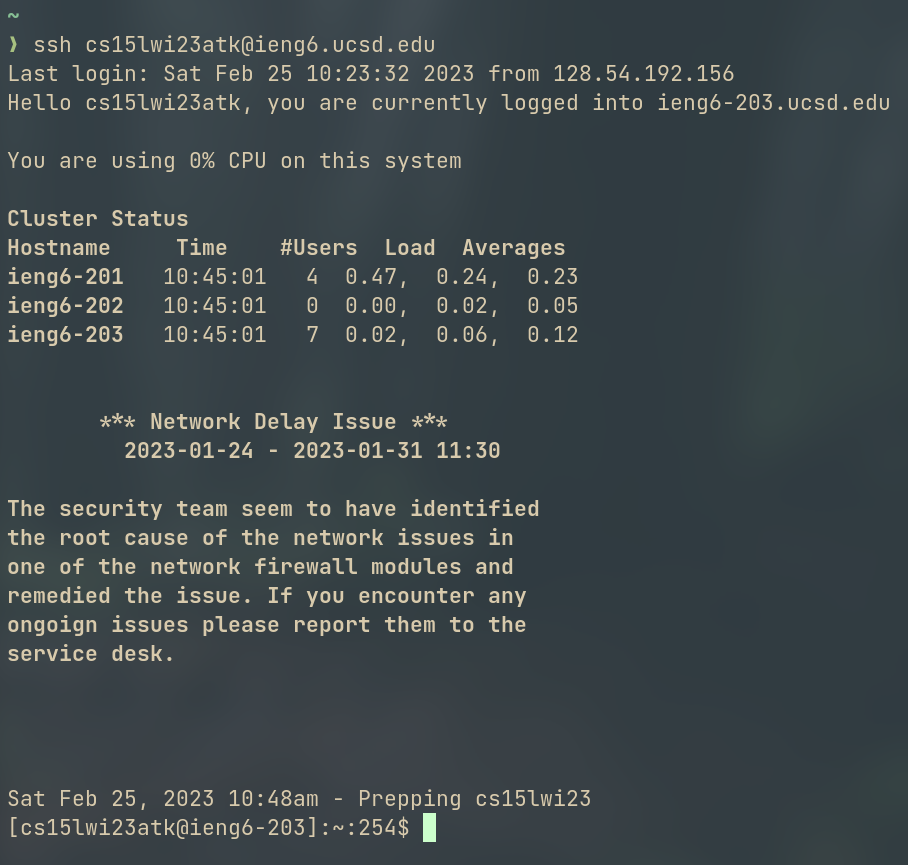 ~
❯ ssh cs15lwi23atk@ieng6.ucsd.edu
Last login: Sat Feb 25 10:23:32 2023 from 128.54.192.156
Hello cs15lwi23atk, you are currently logged into ieng6-203.ucsd.edu
You are using 0% CPU on this system
Cluster Status
Hostname     Time    #Users  Load  Averages
ieng6-201   10:45:01   4  0.47,  0.24,  0.23
ieng6-202   10:45:01   0  0.00,  0.02,  0.05
ieng6-203   10:45:01   7  0.02,  0.06,  0.12
*** Network Delay Issue ***
2023-01-24 - 2023-01-31 11:30
The security team seem to have identified
the root cause of the network issues in
one of the network firewall modules and
remedied the issue. If you encounter any
ongoign issues please report them to the
service desk.
Sat Feb 25, 2023 10:48am - Prepping cs15lwi23
[cs15lwi23atk@ieng6-203]:~:254$